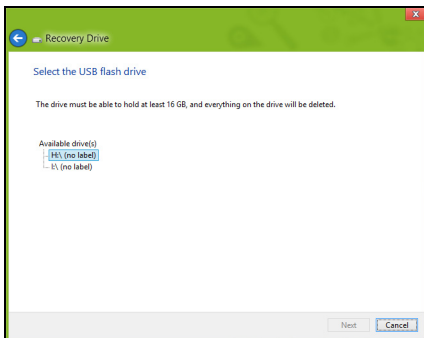 Recovery Drive
Select the USB flash drive
The drive must be able to hold at least 16 GB, and everything on the drive will be deleted.
Available drive(s)
H:\ (no label)
I:\ (no label)
Next
Cancel